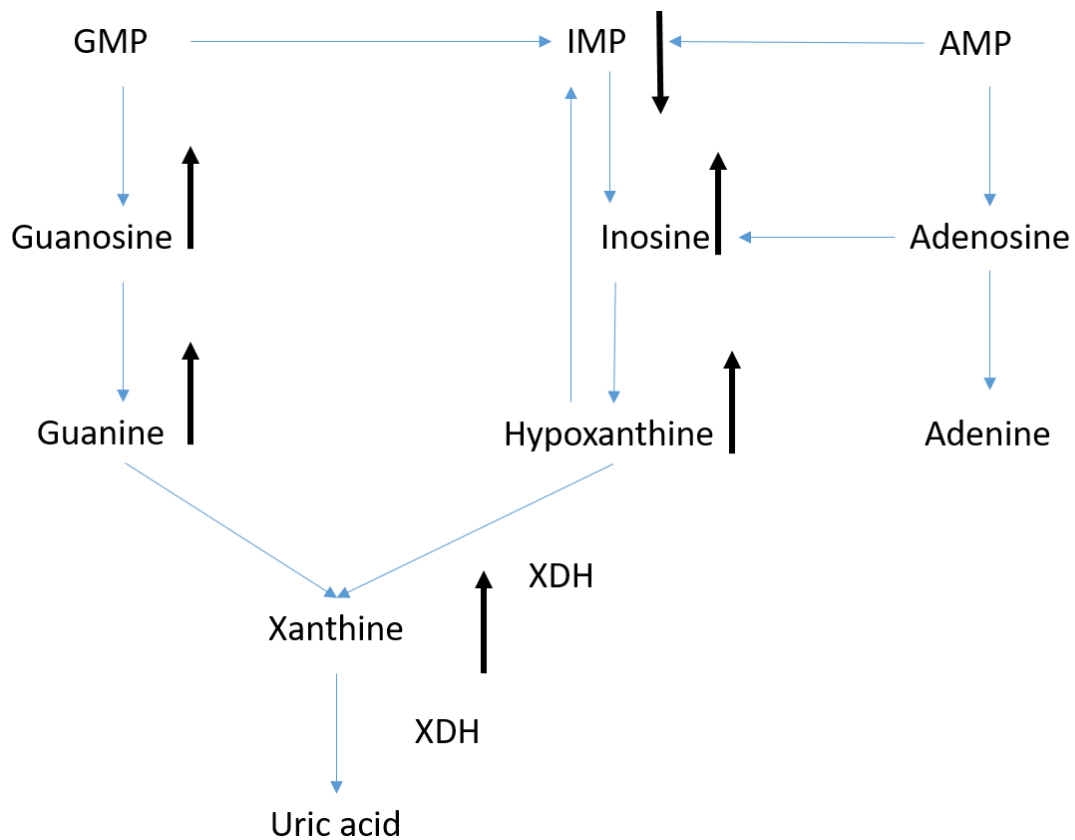 GMP
IMP
AMP
Guanosine
Inosine
Adenosine
Guanine
Hypoxanthine
Adenine
XDH
Xanthine
XDH
Uric acid